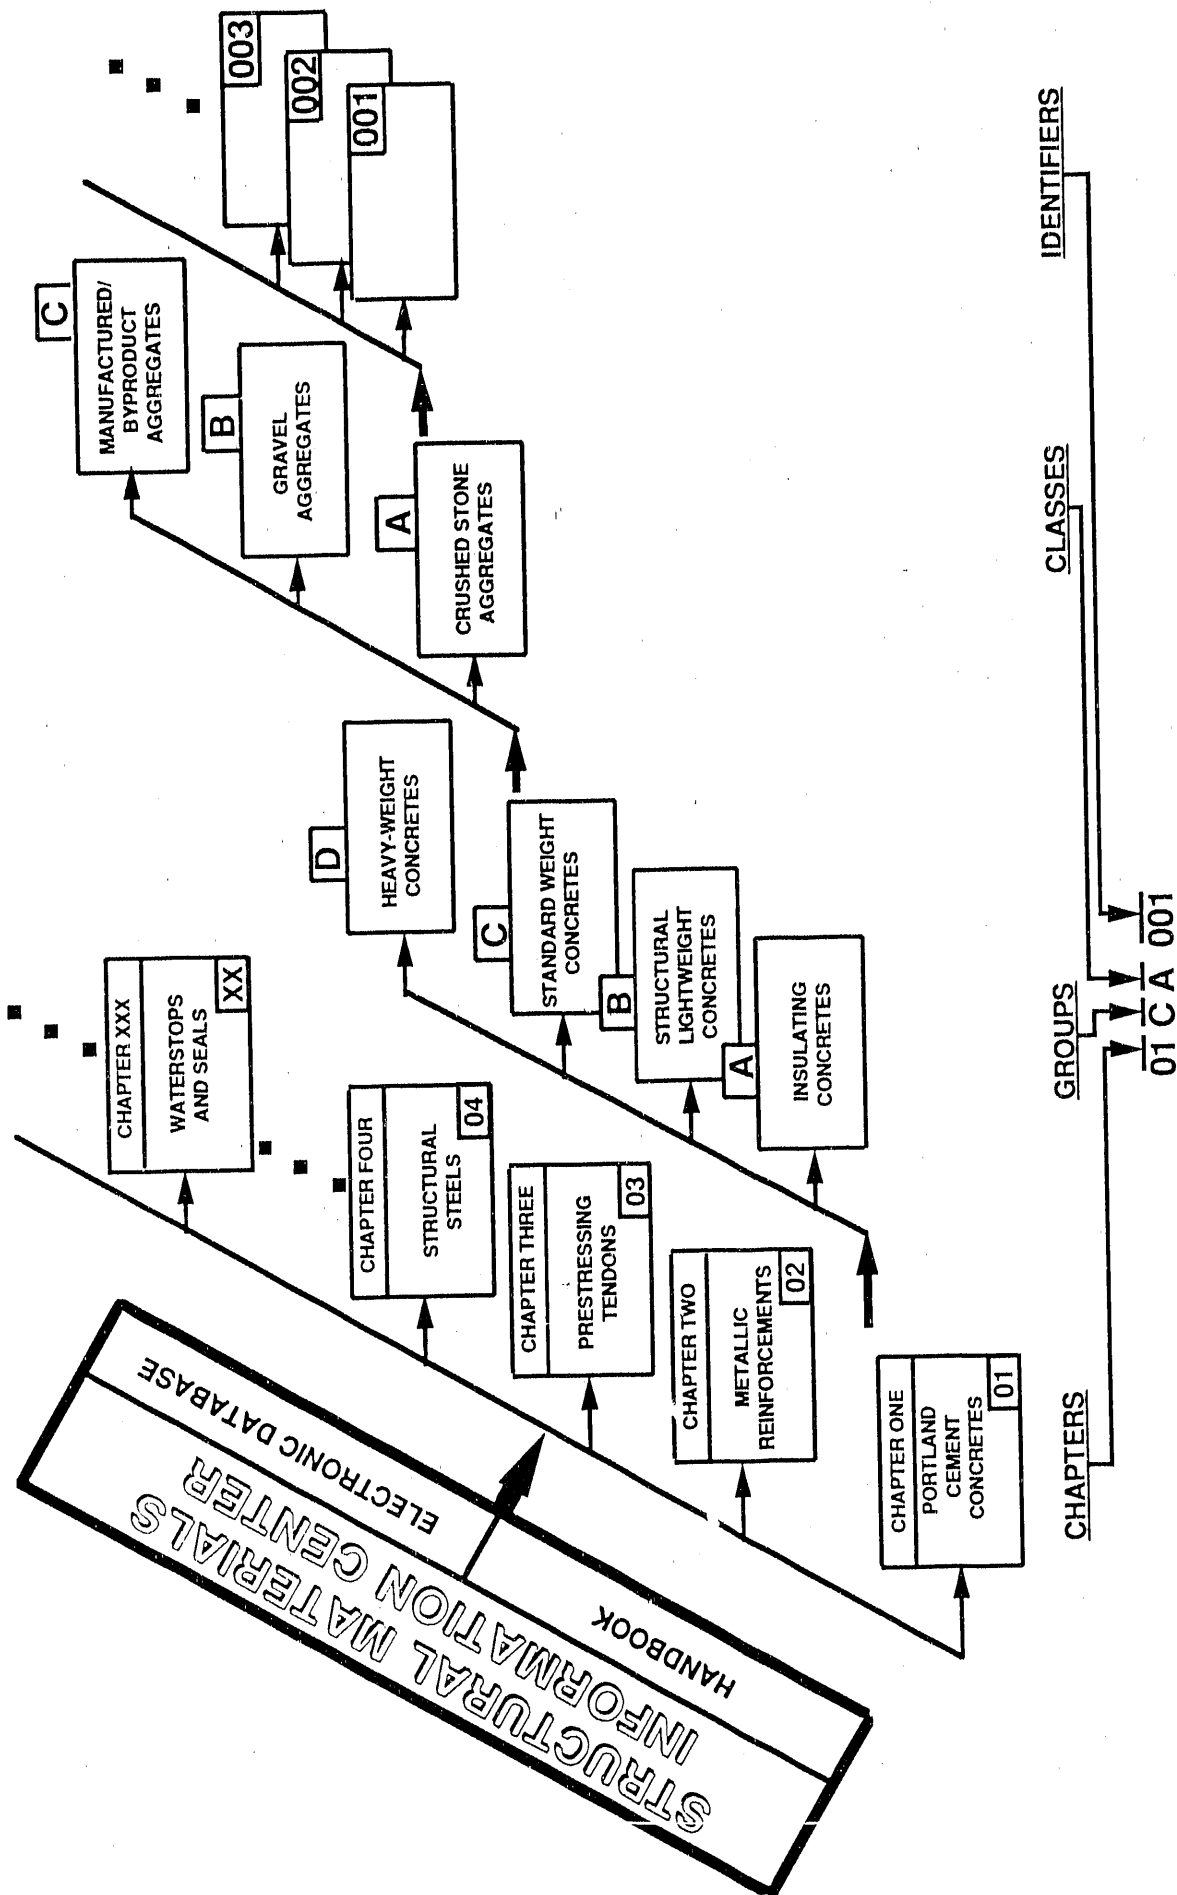 STRUCTURAL MATERIALS
INFORMATION CENTER
HANDBOOK
ELECTRONIC DATABASE
CHAPTER ONE
PORTLAND
CEMENT
CONCRETES
01
CHAPTER TWO
METALLIC
REINFORCEMENTS
02
CHAPTER THREE
PRESTRESSING
TENDONS
03
CHAPTER FOUR
STRUCTURAL
STEELS
04
CHAPTER XXX
WATERSTOPS
AND SEALS
XX
A
INSULATING
CONCRETES
B
STRUCTURAL
LIGHTWEIGHT
CONCRETES
C
STANDARD WEIGHT
CONCRETES
D
HEAVY-WEIGHT
CONCRETES
A
CRUSHED STONE
AGGREGATES
B
GRAVEL
AGGREGATES
C
MANUFACTURED/
BYPRODUCT
AGGREGATES
001
002
003
CHAPTERS
GROUPS
CLASSES
IDENTIFIERS
01 C A 001